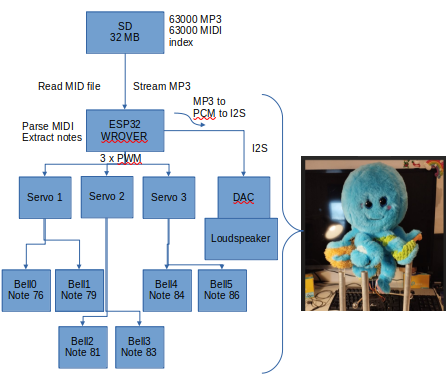 SD
32 MB
63000 MP3
63000 MIDI
index
Read MID file
Stream MP3
MP3 to
PCM to I2S
ESP32
WROVER
Parse MIDI
Extract notes
I2S
3 x PWM
Servo 1
Servo 2
Servo 3
DAC
Loudspeaker
Bell0
Note 76
Bell1
Note 79
Bell4
Note 84
Bell5
Note 86
Bell2
Note 81
Bell3
Note 83